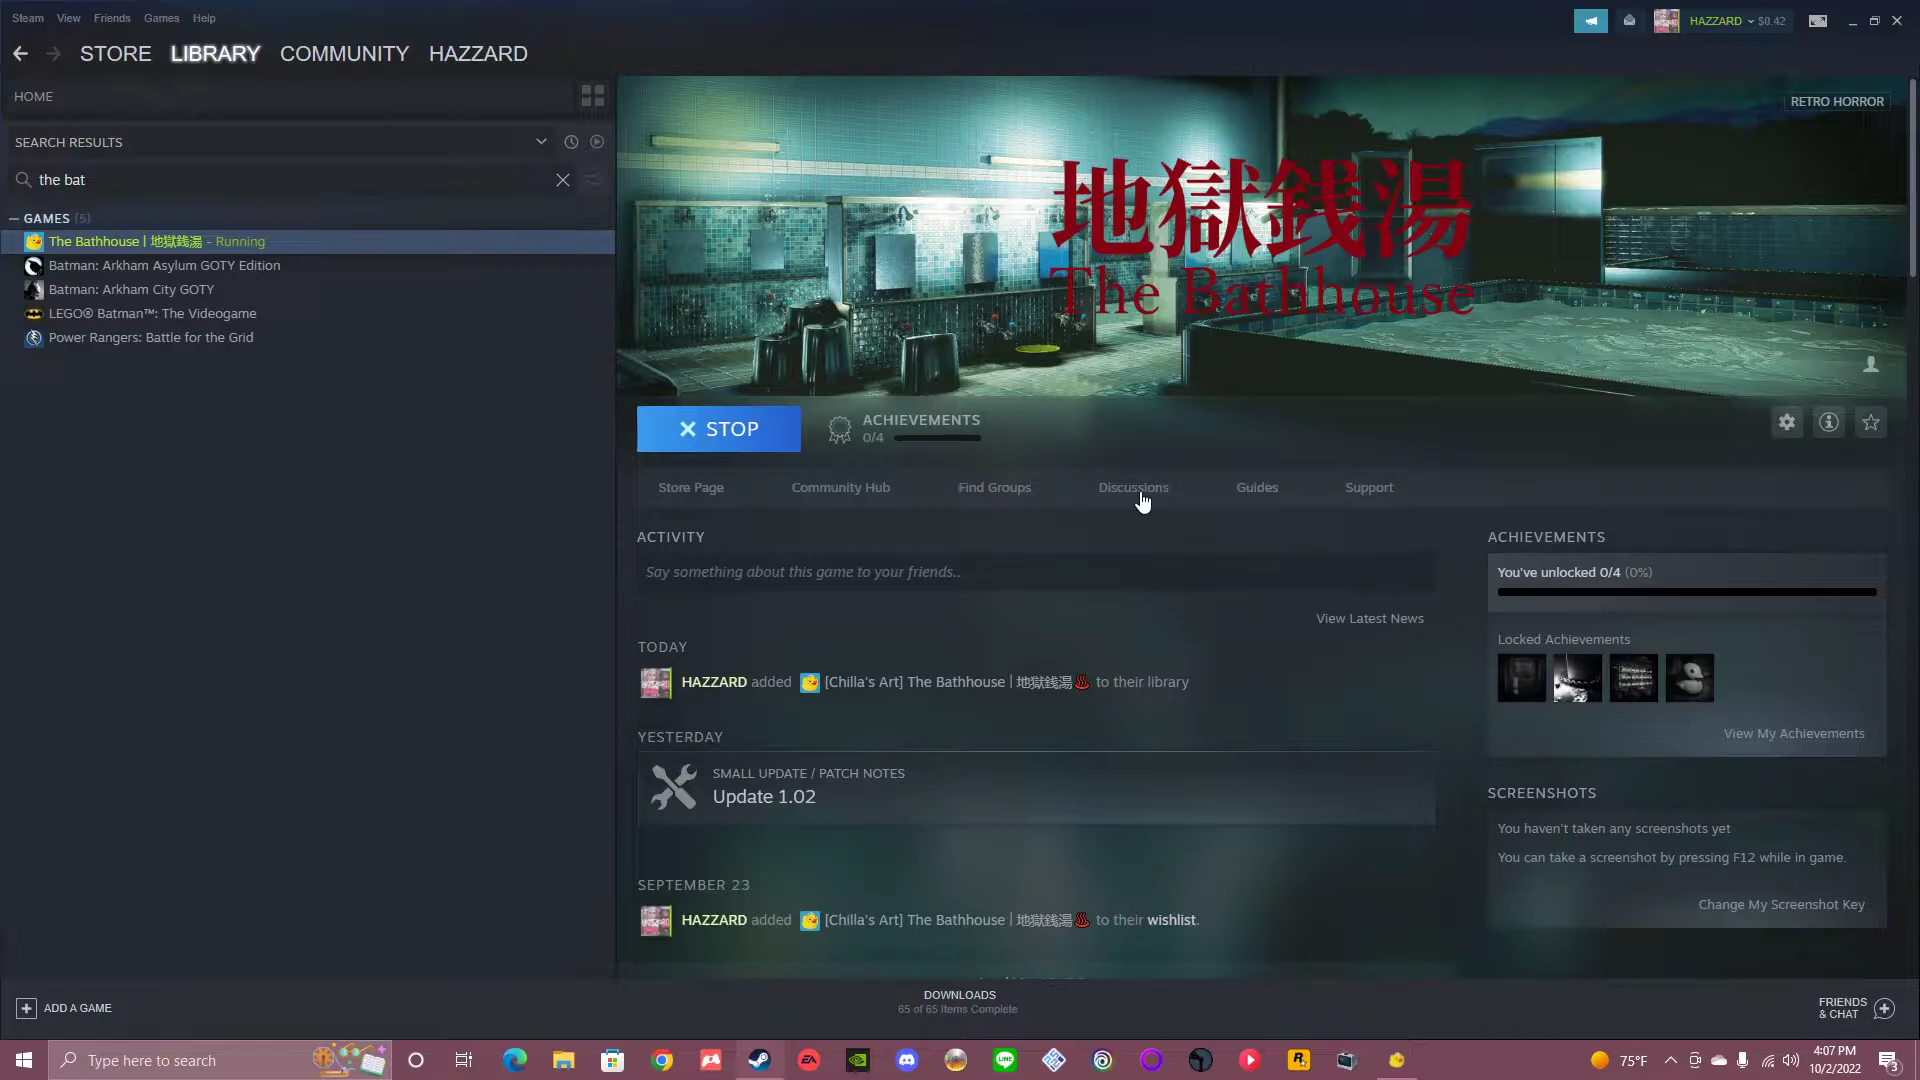 Steam View Friends Games Help
HAZZARD $0.42
STORE LIBRARY COMMUNITY HAZZARD
HOME
SEARCH RESULTS
the bat
GAMES (5)
The Bathhouse | 地獄銭湯 - Running
Batman: Arkham Asylum GOTY Edition
Batman: Arkham City GOTY
LEGO® Batman™: The Videogame
Power Rangers: Battle for the Grid
RETRO HORROR
地獄銭湯
The Bathhouse
STOP
ACHIEVEMENTS
0/4
Store Page Community Hub Find Groups Discussions Guides Support
ACTIVITY
Say something about this game to your friends..
View Latest News
TODAY
HAZZARD added [Chilla's Art] The Bathhouse | 地獄銭湯♨ to their library
YESTERDAY
SMALL UPDATE / PATCH NOTES
Update 1.02
SEPTEMBER 23
HAZZARD added [Chilla's Art] The Bathhouse | 地獄銭湯♨ to their wishlist.
ACHIEVEMENTS
You've unlocked 0/4 (0%)
Locked Achievements
View My Achievements
SCREENSHOTS
You haven't taken any screenshots yet
You can take a screenshot by pressing F12 while in game.
Change My Screenshot Key
ADD A GAME
DOWNLOADS
65 of 65 Items Complete
FRIENDS
& CHAT
Type here to search
EA
LINE
R
75°F
4:07 PM
10/2/2022
3